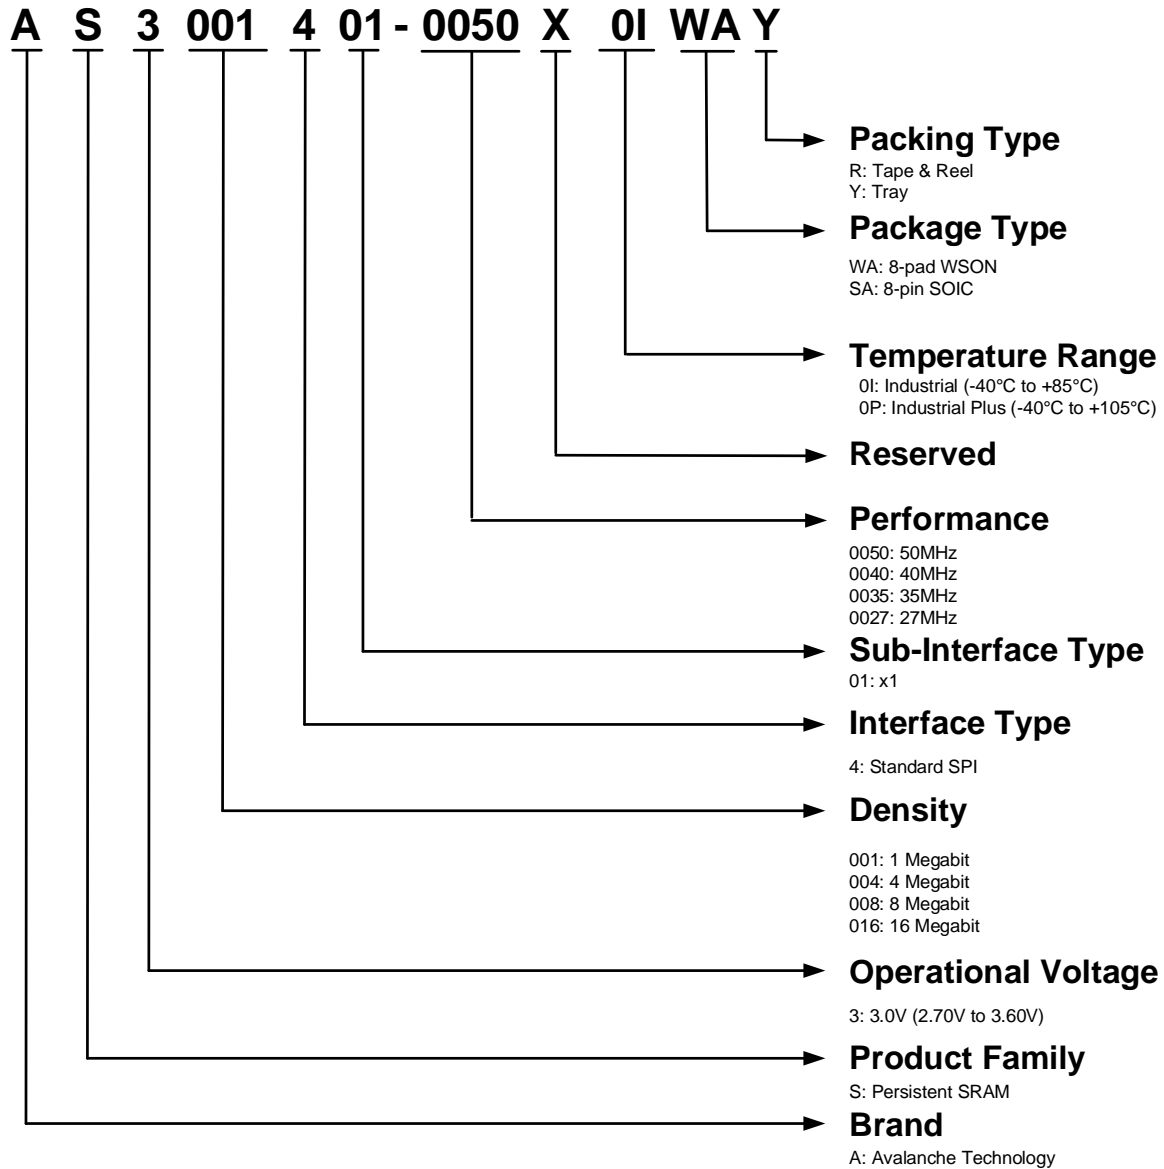 A S 3 001 4 01 - 0050 X 0I WA Y
Packing Type
R: Tape & Reel
Y: Tray
Package Type
WA: 8-pad WSON
SA: 8-pin SOIC
Temperature Range
0I: Industrial (-40°C to +85°C)
0P: Industrial Plus (-40°C to +105°C)
Reserved
Performance
0050: 50MHz
0040: 40MHz
0035: 35MHz
0027: 27MHz
Sub-Interface Type
01: x1
Interface Type
4: Standard SPI
Density
001: 1 Megabit
004: 4 Megabit
008: 8 Megabit
016: 16 Megabit
Operational Voltage
3: 3.0V (2.70V to 3.60V)
Product Family
S: Persistent SRAM
Brand
A: Avalanche Technology